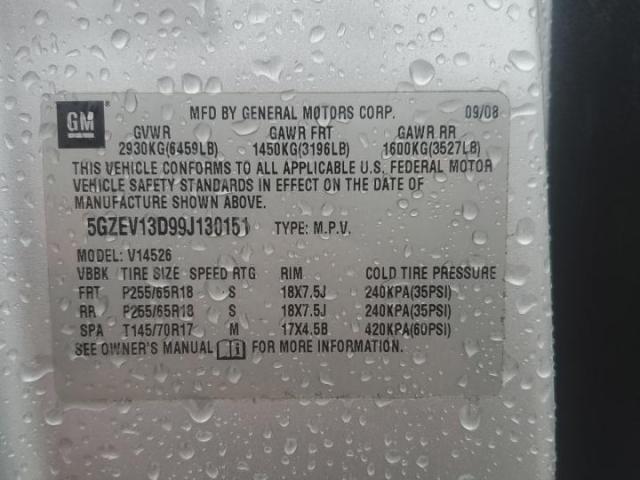 GM
MFD BY GENERAL MOTORS CORP. 09/08
GVWR GAWR FRT GAWR RR
2930KG(6459LB) 1450KG(3196LB) 1600KG(3527LB)
THIS VEHICLE CONFORMS TO ALL APPLICABLE U.S. FEDERAL MOTOR
VEHICLE SAFETY STANDARDS IN EFFECT ON THE DATE OF
MANUFACTURE SHOWN ABOVE.
5GZEV13D99J130151 TYPE: M.P.V.
MODEL: V14526
VBBK TIRE SIZE SPEED RTG RIM COLD TIRE PRESSURE
FRT P255/65R18 S 18X7.5J 240KPA(35PSI)
RR P255/65R18 S 18X7.5J 240KPA(35PSI)
SPA T145/70R17 M 17X4.5B 420KPA(60PSI)
SEE OWNER'S MANUAL FOR MORE INFORMATION.